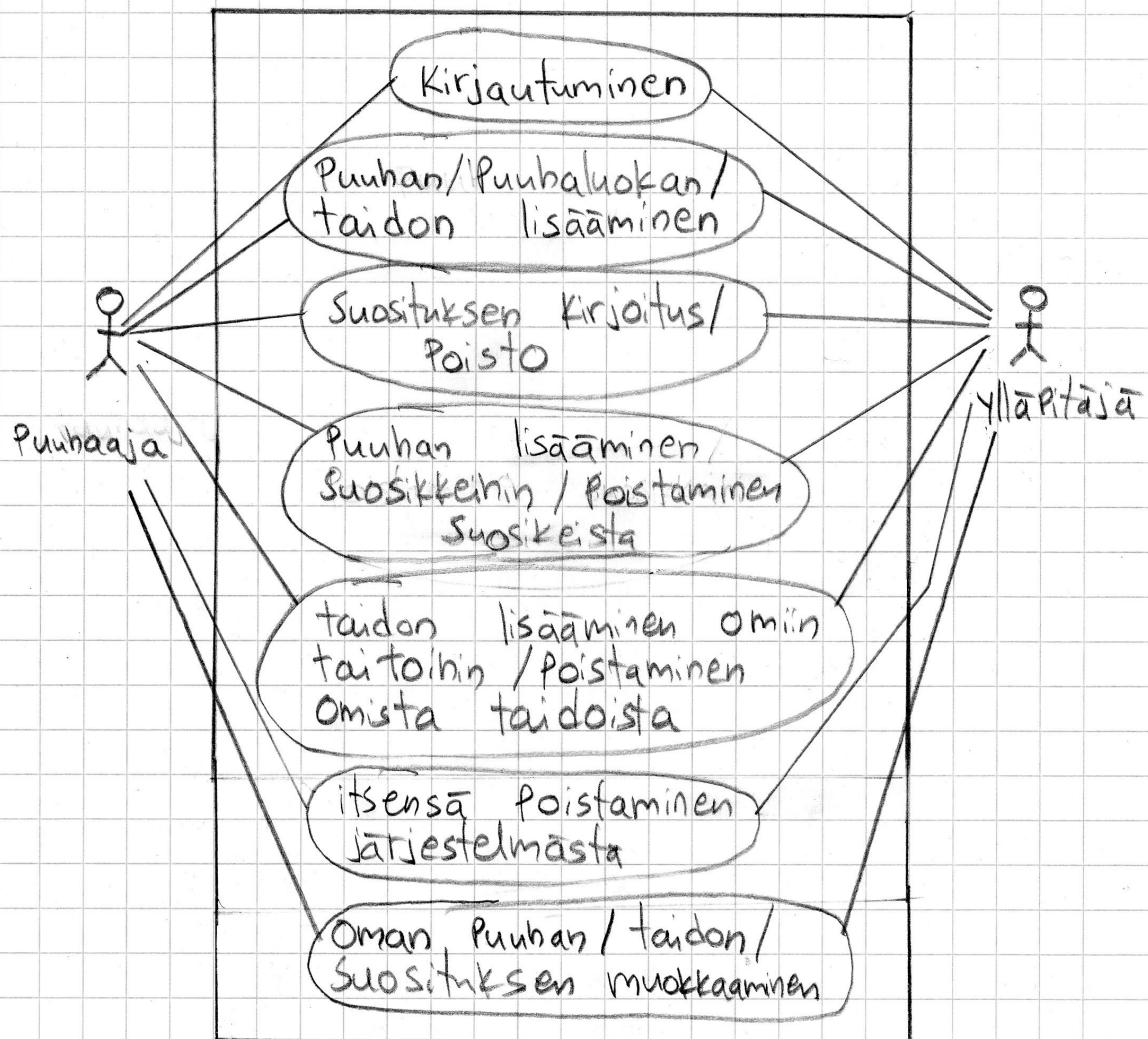 Kirjautuminen
Puuhan/Puuhaluokan/
taidon lisääminen
Suosituksen kirjoitus/
Poisto
Puuhaaja
ylläpitäjä
Puuhan lisääminen
Suosikkeihin / Poistaminen
Suosikeista
taidon lisääminen omiin
taitoihin / Poistaminen
Omista taidoista
itsensä Poistaminen
järjestelmästä
Oman Puuhan / taidon /
Suosituksen muokkaaminen